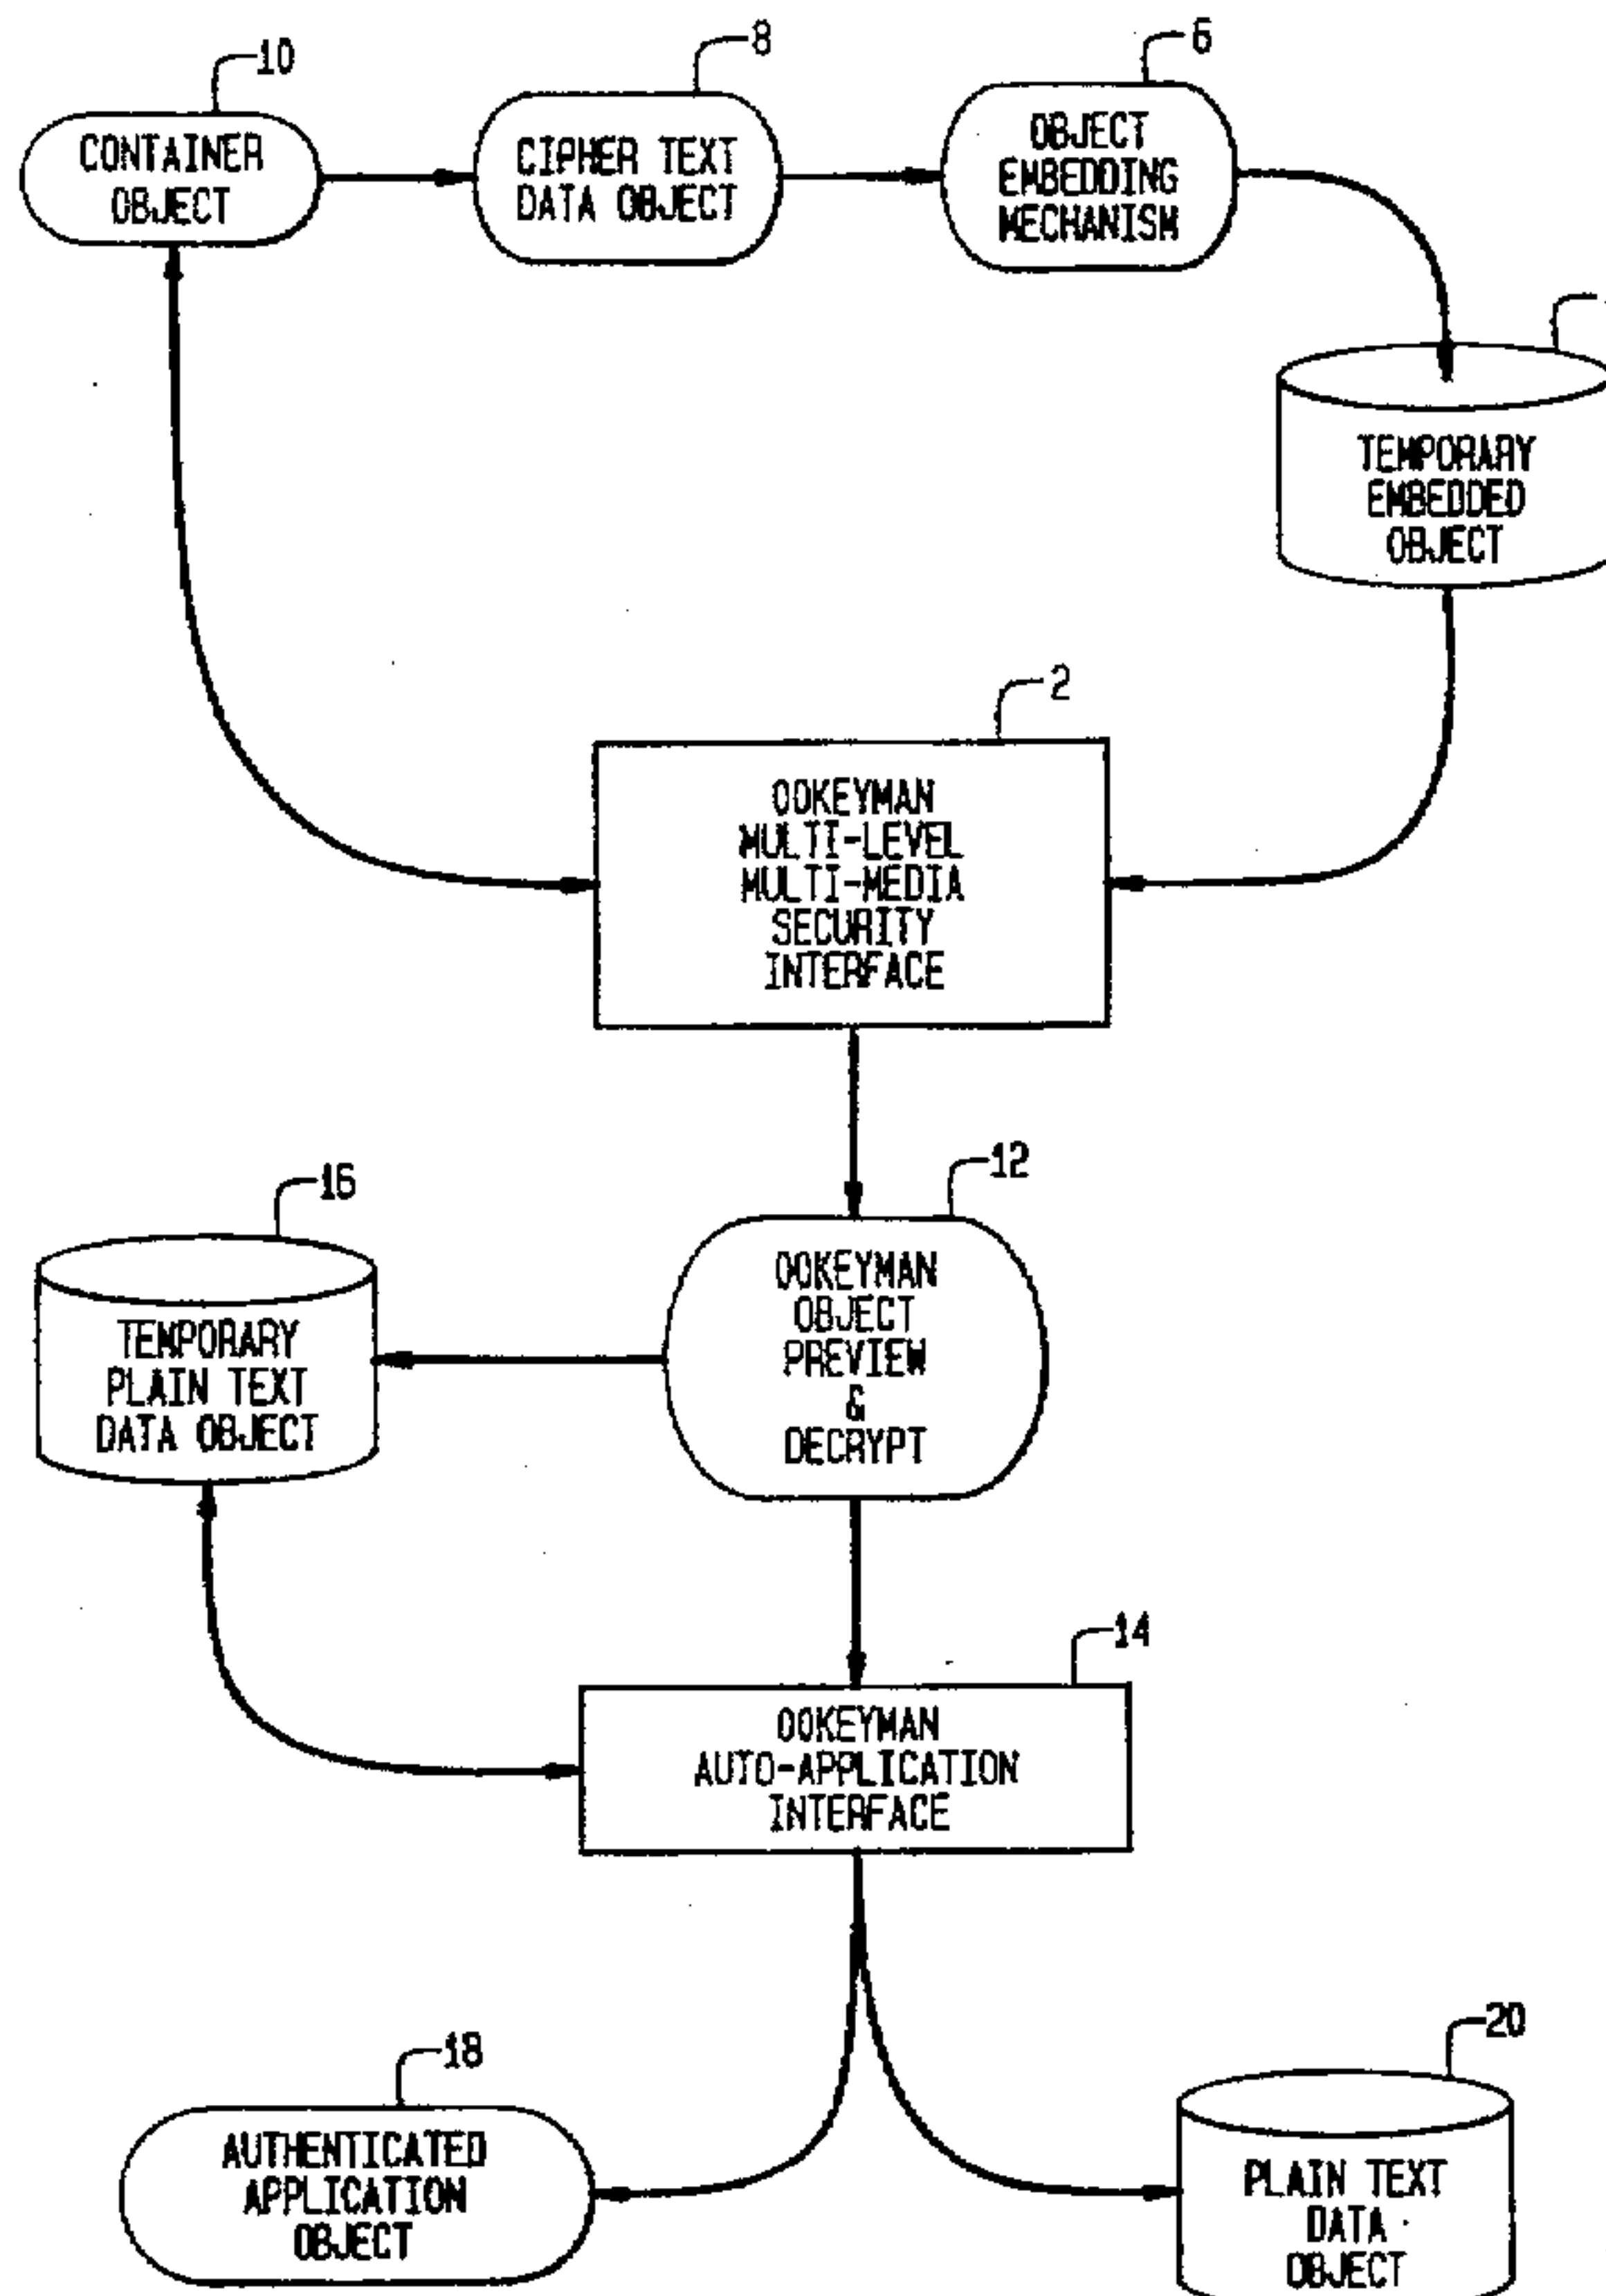 10
8
6
CONTAINER
OBJECT
CIPHER TEXT
DATA OBJECT
OBJECT
EMBEDDING
MECHANISM
TEMPORARY
EMBEDDED
OBJECT
2
OOKEYMAN
MULTI-LEVEL
MULTI-MEDIA
SECURITY
INTERFACE
12
16
OOKEYMAN
OBJECT
PREVIEW
&
DECRYPT
TEMPORARY
PLAIN TEXT
DATA OBJECT
14
OOKEYMAN
AUTO-APPLICATION
INTERFACE
18
20
AUTHENTICATED
APPLICATION
OBJECT
PLAIN TEXT
DATA
OBJECT